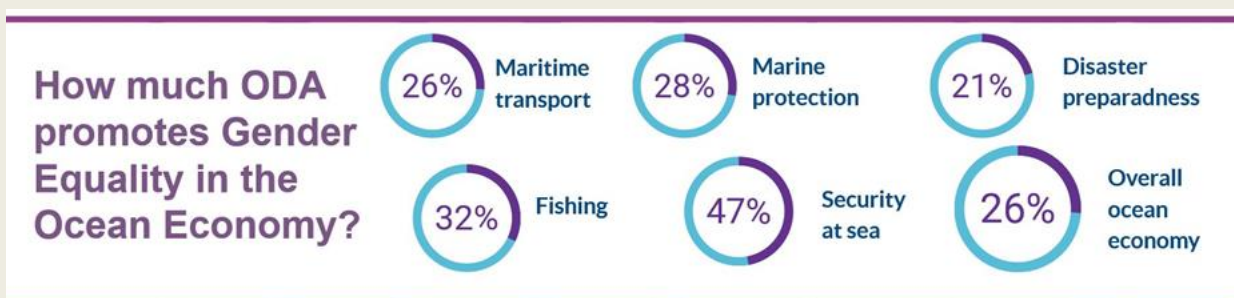 How much ODA
promotes Gender
Equality in the
Ocean Economy?
26%
Maritime
transport
28%
Marine
protection
21%
Disaster
preparadness
32%
Fishing
47%
Security
at sea
26%
Overall
ocean
economy